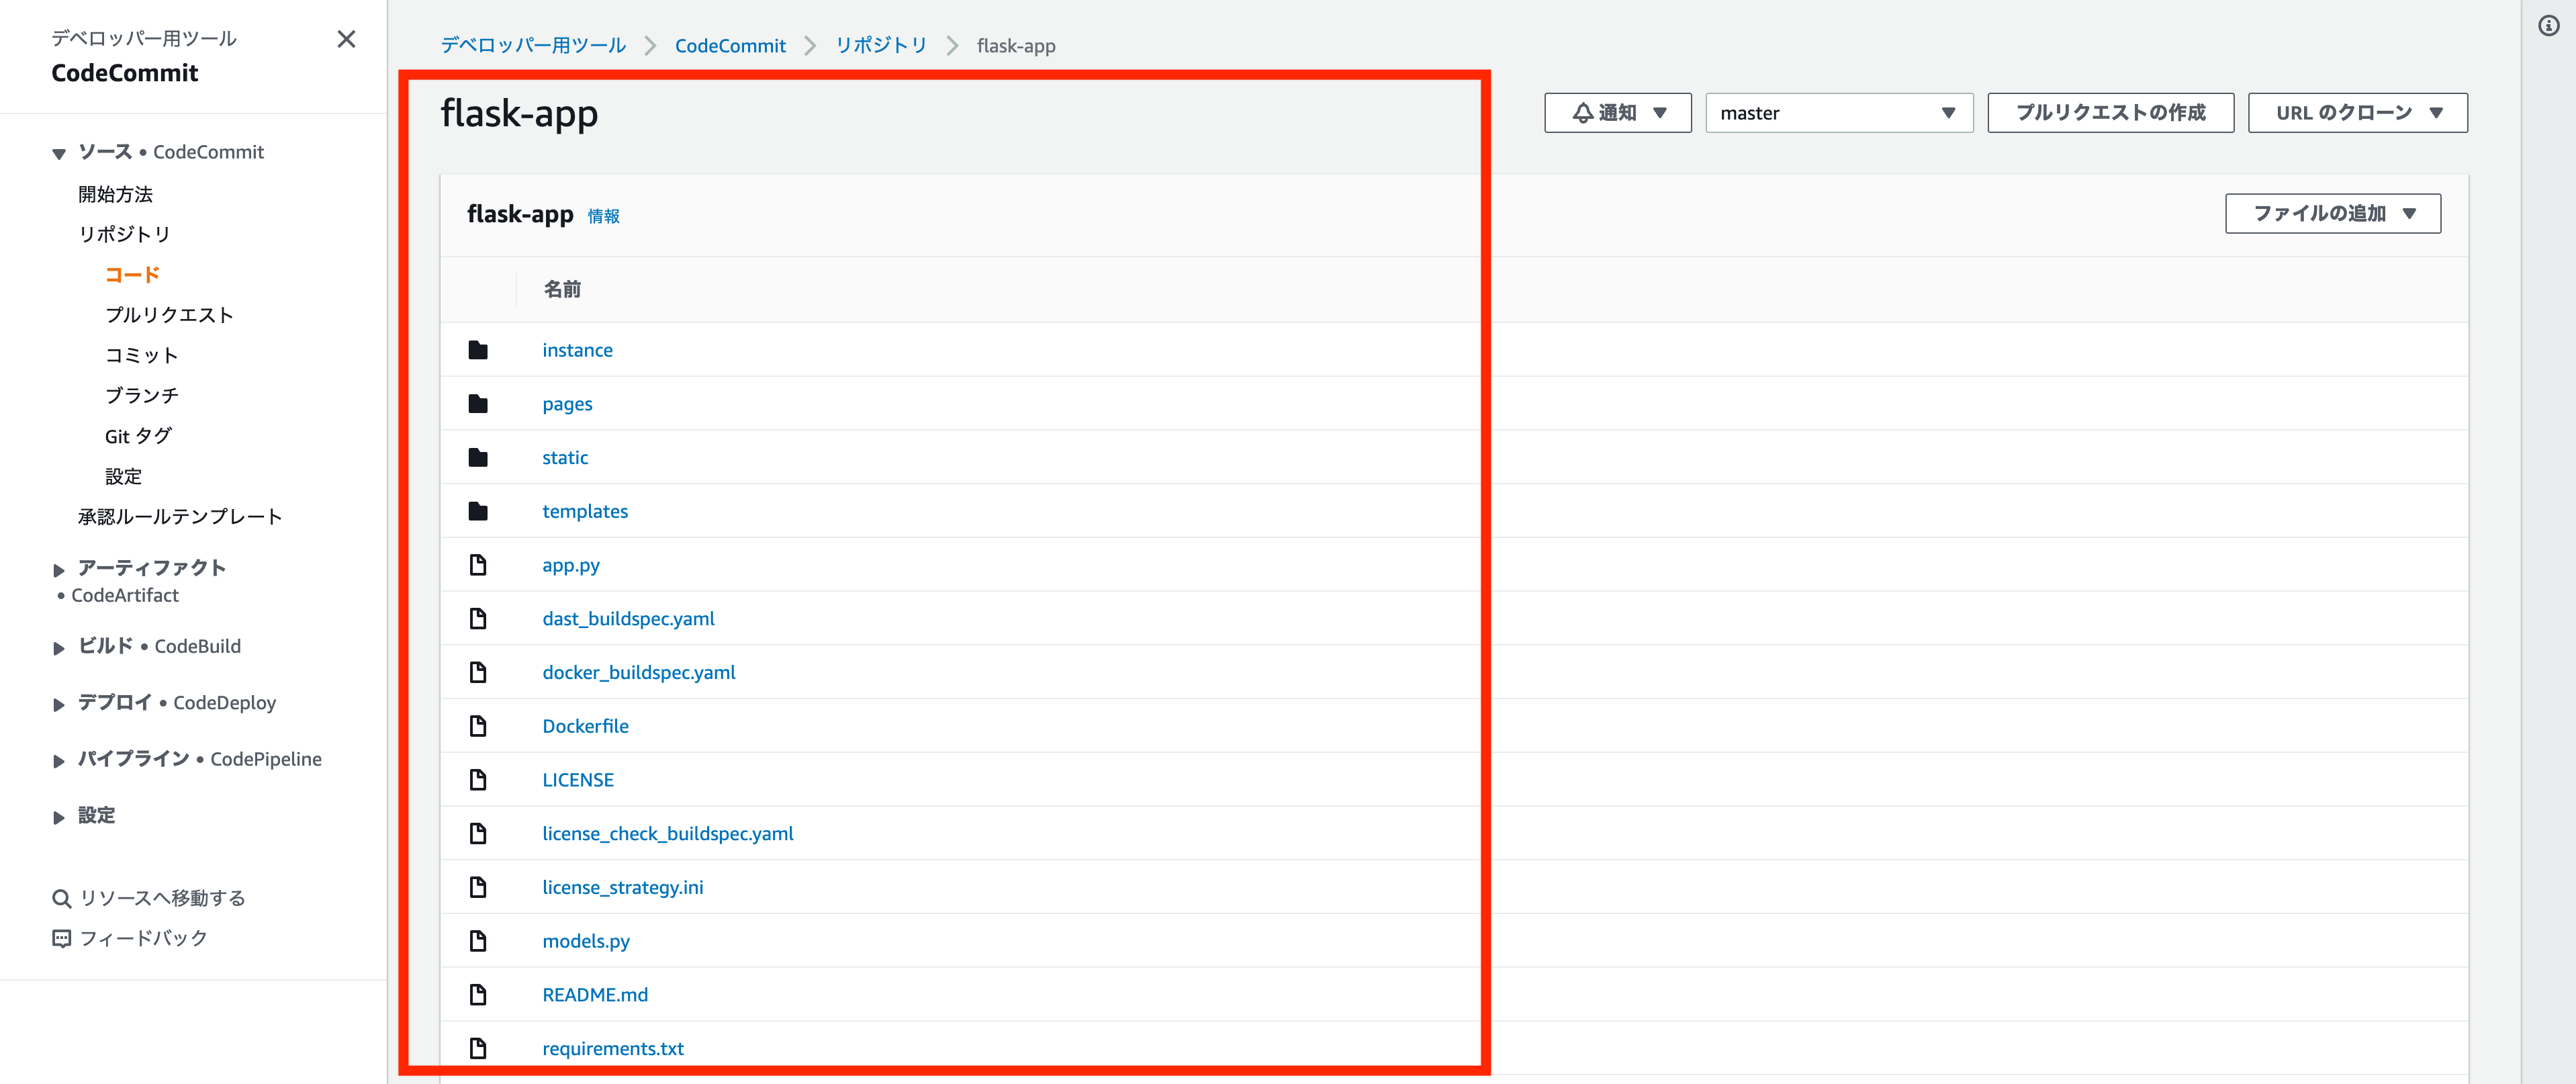 デベロッパー用ツール
CodeCommit
ソース • CodeCommit
開始方法
リポジトリ
コード
プルリクエスト
コミット
ブランチ
Git タグ
設定
承認ルールテンプレート
アーティファクト
• CodeArtifact
ビルド • CodeBuild
デプロイ • CodeDeploy
パイプライン • CodePipeline
設定
リソースへ移動する
フィードバック
デベロッパー用ツール CodeCommit リポジトリ flask-app
flask-app
通知 master プルリクエストの作成 URL のクローン
flask-app 情報
ファイルの追加
名前
instance
pages
static
templates
app.py
dast_buildspec.yaml
docker_buildspec.yaml
Dockerfile
LICENSE
license_check_buildspec.yaml
license_strategy.ini
models.py
README.md
requirements.txt